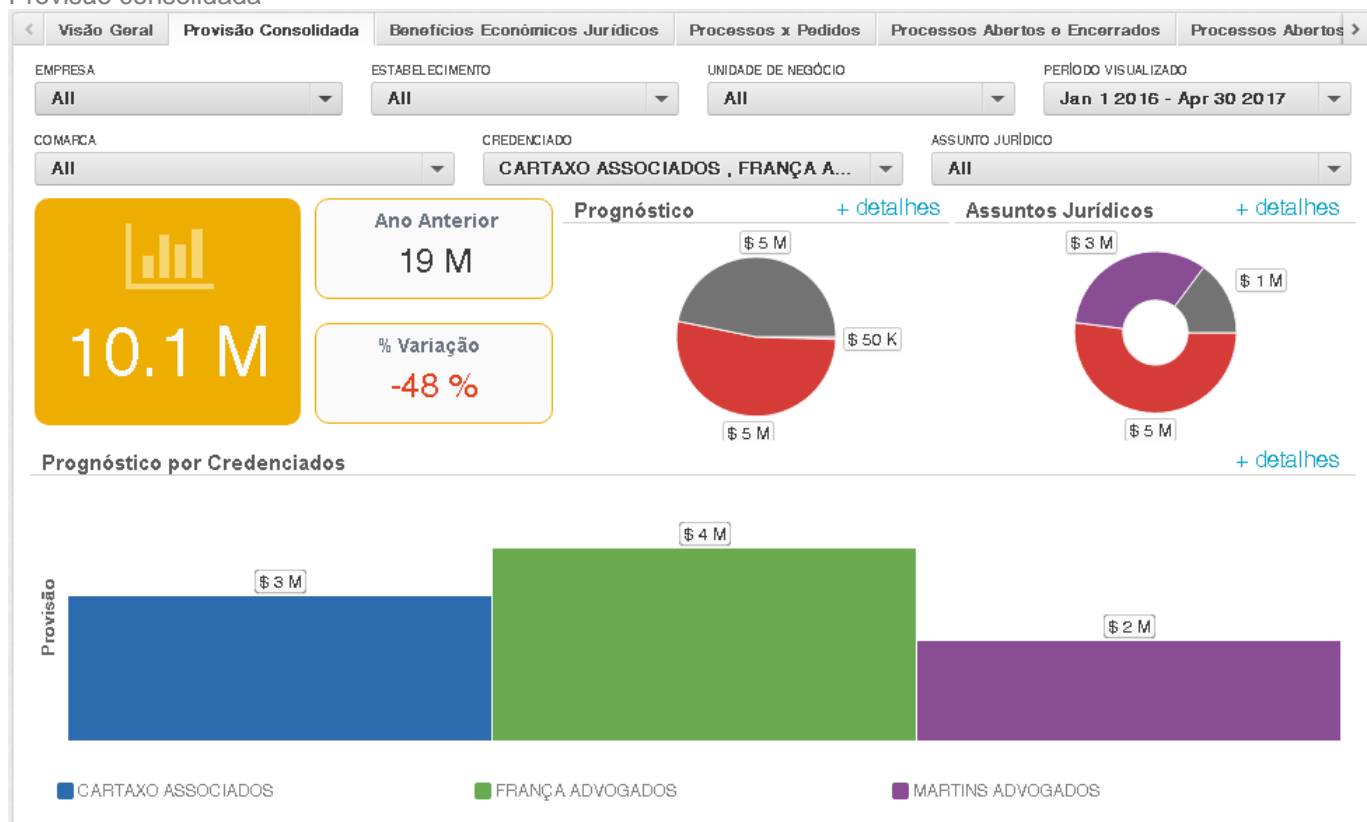 Provisão consolidada
< Visão Geral Provisão Consolidada Benefícios Econômicos Jurídicos Processos x Pedidos Processos Abertos e Encerrados Processos Abertos >
EMPRESA ESTABELECIMENTO UNIDADE DE NEGÓCIO PERÍODO VISUALIZADO
All All All Jan 1 2016 - Apr 30 2017
COMARCA CREDENCIADO ASSUNTO JURÍDICO
All CARTAXO ASSOCIADOS , FRANÇA A... All
10.1 M
Ano Anterior
19 M
% Variação
-48 %
Prognóstico + detalhes
$ 5 M
$ 50 K
$ 5 M
Assuntos Jurídicos + detalhes
$ 3 M
$ 1 M
$ 5 M
Prognóstico por Credenciados + detalhes
Provisão
$ 3 M
$ 4 M
$ 2 M
CARTAXO ASSOCIADOS FRANÇA ADVOGADOS MARTINS ADVOGADOS